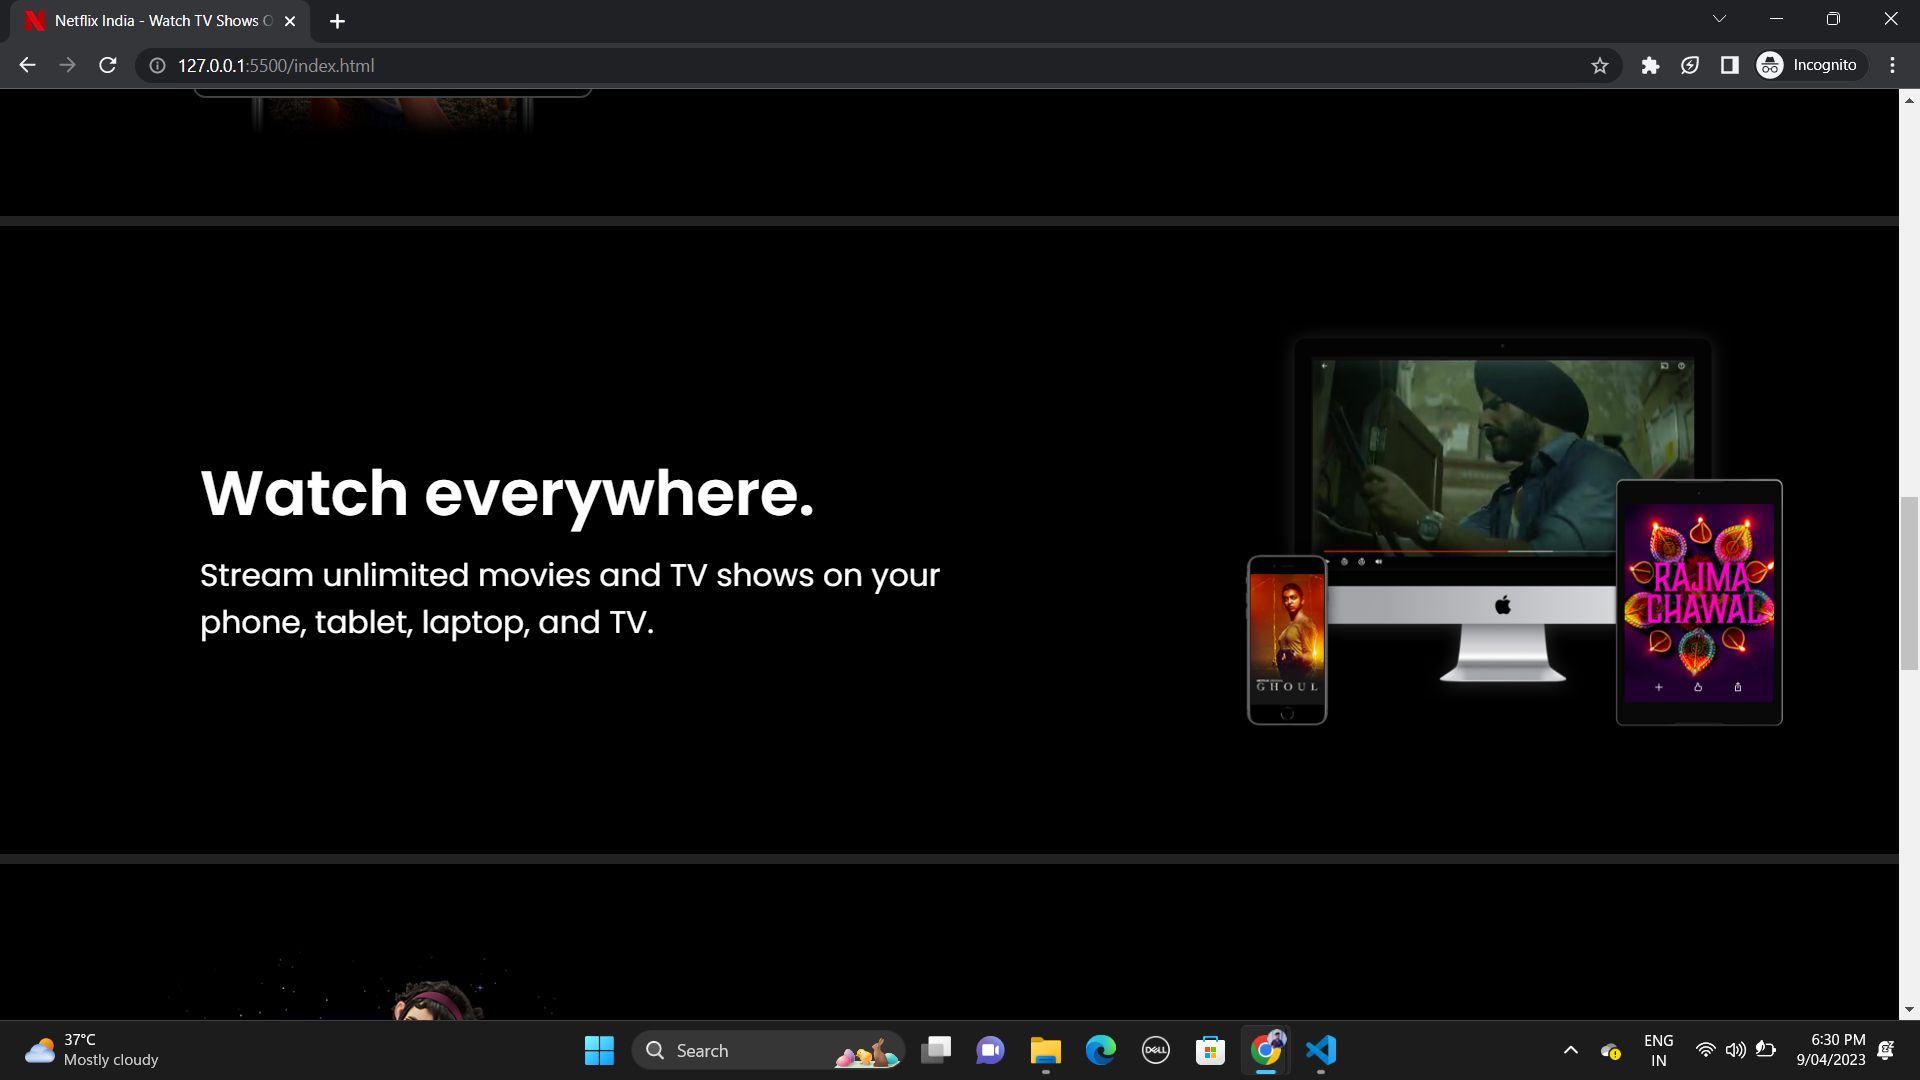 Netflix India - Watch TV Shows O
127.0.0.1:5500/index.html
Incognito
Watch everywhere.
Stream unlimited movies and TV shows on your
phone, tablet, laptop, and TV.
GHOUL
RAJMA
CHAWAL
37°C
Mostly cloudy
Search
DELL
ENG
IN
6:30 PM
9/04/2023